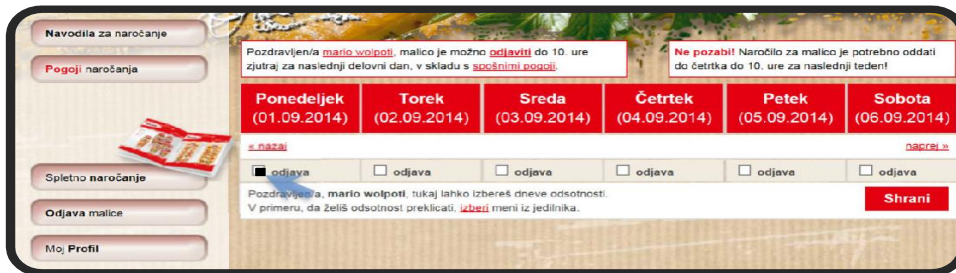 Navodila za naročanje
Pogoji naročanja
Spletno naročanje
Odjava malice
Moj Profil
Pozdravljen/a mario wolpoti, malico je možno odjaviti do 10. ure
zjutraj za naslednji delovni dan, v skladu s spošnimi pogoji.
Ne pozabi! Naročilo za malico je potrebno oddati
do četrtka do 10. ure za naslednji teden!
Ponedeljek Torek Sreda Četrtek Petek Sobota
(01.09.2014) (02.09.2014) (03.09.2014) (04.09.2014) (05.09.2014) (06.09.2014)
« nazaj naprej »
odjava odjava odjava odjava odjava odjava
Pozdravljen/a, mario wolpoti, tukaj lahko izbereš dneve odsotnosti.
V primeru, da želiš odsotnost preklicati, izberi meni iz jedilnika.
Shrani